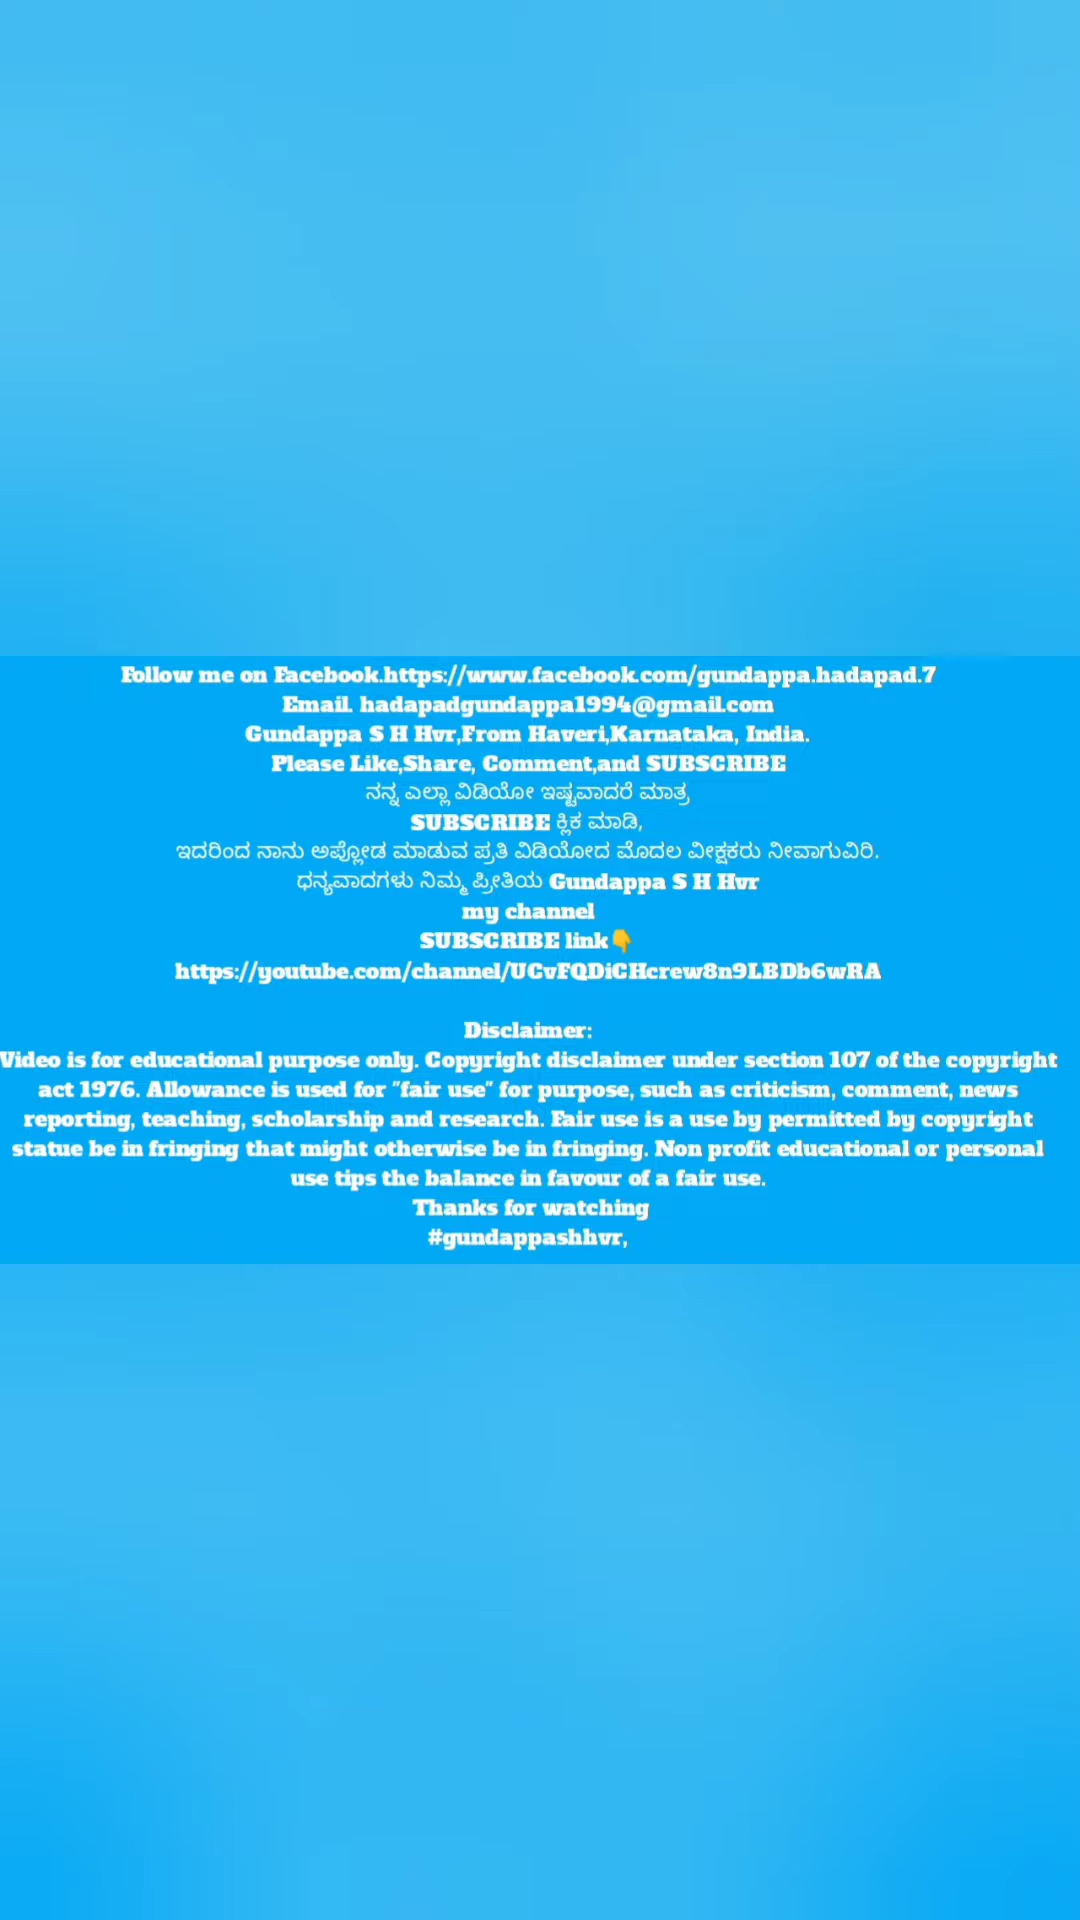 Follow me on Facebook.https://www.facebook.com/gundappa.hadapad.7
Email. hadapadgundappa1994@gmail.com
Gundappa S H Hvr,From Haveri,Karnataka, India.
Please Like,Share, Comment,and SUBSCRIBE
ನನ್ನ ಎಲ್ಲಾ ವಿಡಿಯೋ ಇಷ್ಟವಾದರೆ ಮಾತ್ರ
SUBSCRIBE ಕ್ಲಿಕ ಮಾಡಿ,
ಇದರಿಂದ ನಾನು ಅಪ್ಲೋಡ ಮಾಡುವ ಪ್ರತಿ ವಿಡಿಯೋದ ಮೊದಲ ವೀಕ್ಷಕರು ನೀವಾಗುವಿರಿ.
ಧನ್ಯವಾದಗಳು ನಿಮ್ಮ ಪ್ರೀತಿಯ Gundappa S H Hvr
my channel
SUBSCRIBE link👇
https://youtube.com/channel/UCvFQDiCHcrew8n9LBDb6wRA
Disclaimer:
Video is for educational purpose only. Copyright disclaimer under section 107 of the copyright
act 1976. Allowance is used for "fair use" for purpose, such as criticism, comment, news
reporting, teaching, scholarship and research. Fair use is a use by permitted by copyright
statue be in fringing that might otherwise be in fringing. Non profit educational or personal
use tips the balance in favour of a fair use.
Thanks for watching
#gundappashhvr,